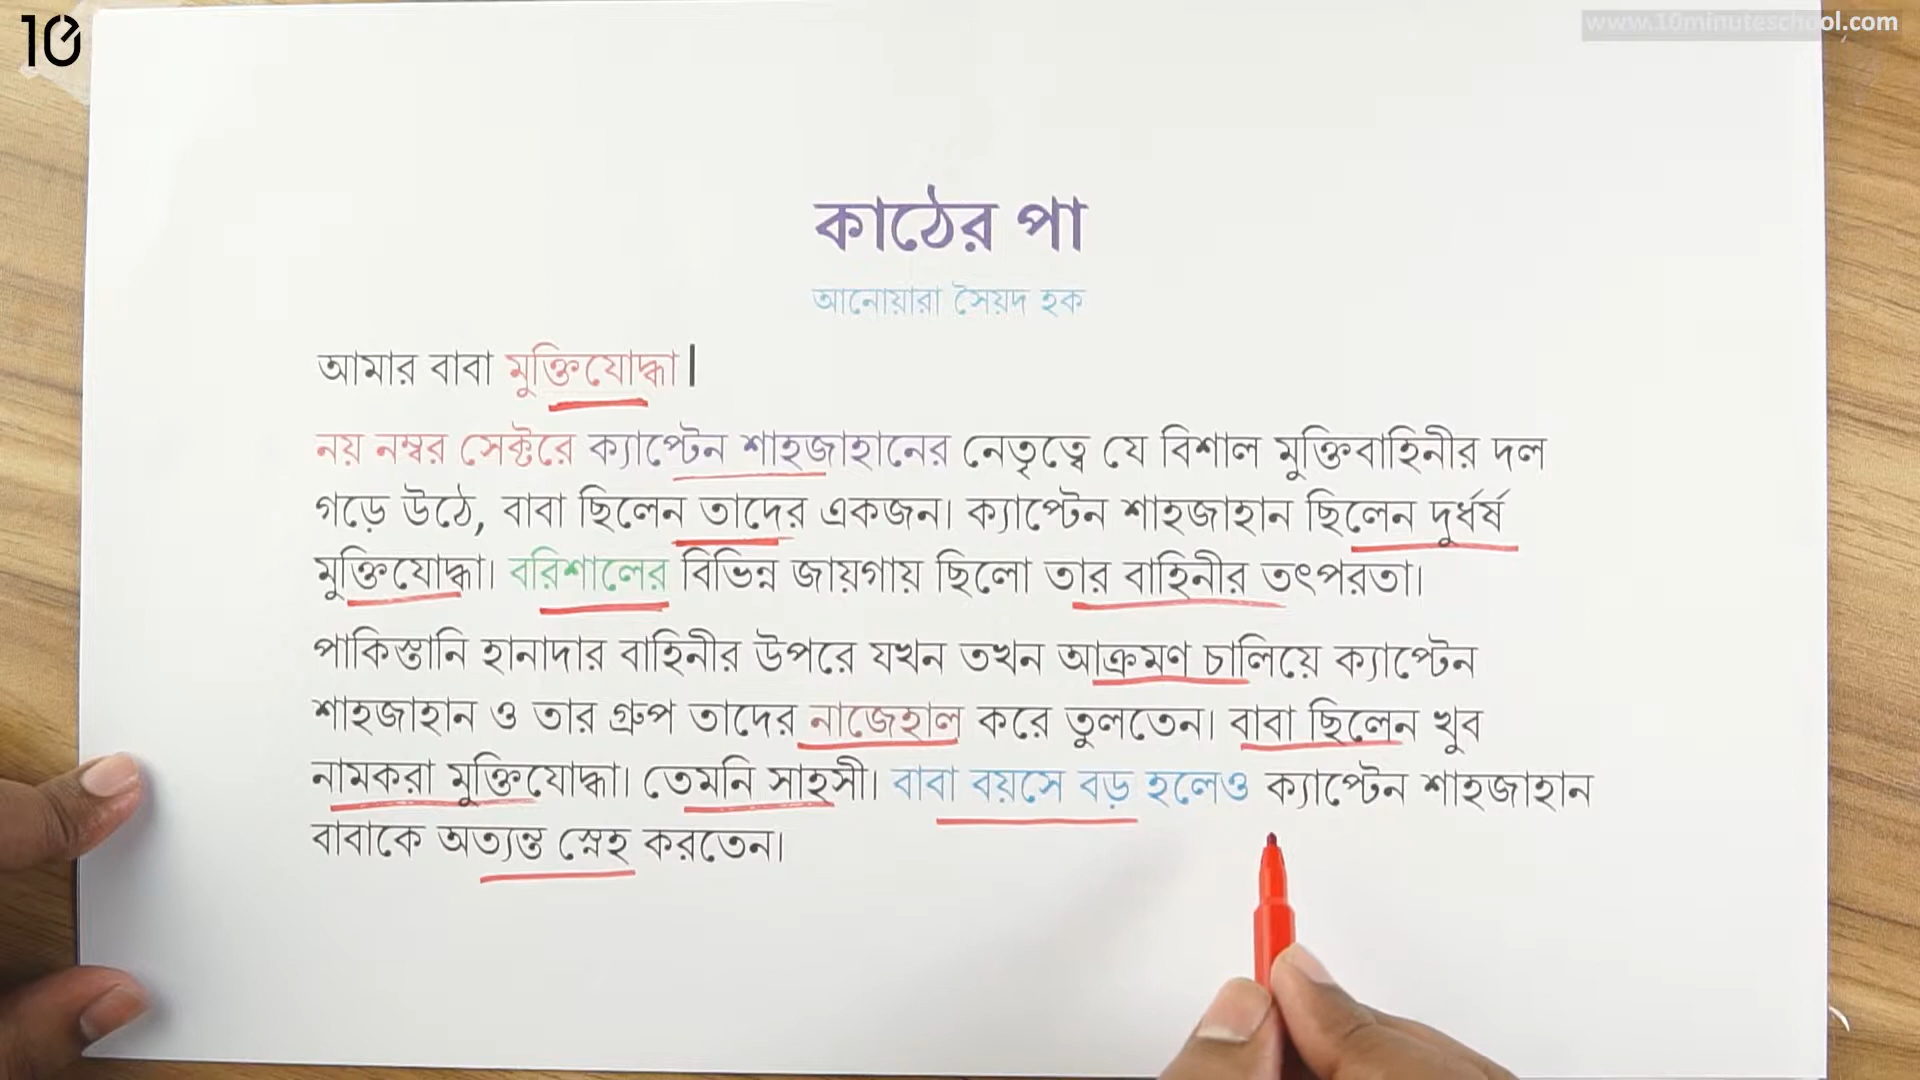 10
www.10minuteschool.com
কাঠের পা
আনোয়ারা সৈয়দ হক
আমার বাবা মুক্তিযোদ্ধা।
নয় নম্বর সেক্টরে ক্যাপ্টেন শাহজাহানের নেতৃত্বে যে বিশাল মুক্তিবাহিনীর দল
গড়ে উঠে, বাবা ছিলেন তাদের একজন। ক্যাপ্টেন শাহজাহান ছিলেন দুর্ধর্ষ
মুক্তিযোদ্ধা। বরিশালের বিভিন্ন জায়গায় ছিলো তার বাহিনীর তৎপরতা।
পাকিস্তানি হানাদার বাহিনীর উপরে যখন তখন আক্রমণ চালিয়ে ক্যাপ্টেন
শাহজাহান ও তার গ্রুপ তাদের নাজেহাল করে তুলতেন। বাবা ছিলেন খুব
নামকরা মুক্তিযোদ্ধা। তেমনি সাহসী। বাবা বয়সে বড় হলেও ক্যাপ্টেন শাহজাহান
বাবাকে অত্যন্ত স্নেহ করতেন।